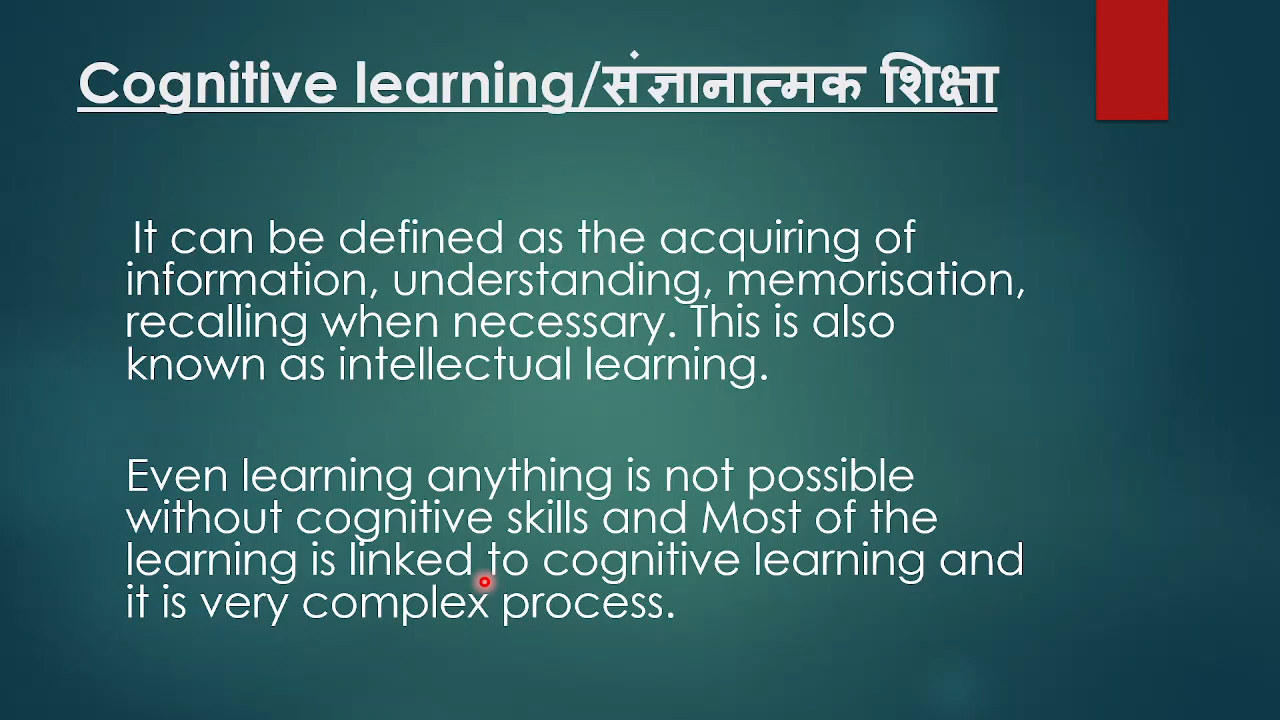 Cognitive learning/संज्ञानात्मक शिक्षा
It can be defined as the acquiring of
information, understanding, memorisation,
recalling when necessary. This is also
known as intellectual learning.
Even learning anything is not possible
without cognitive skills and Most of the
learning is linked to cognitive learning and
it is very complex process.